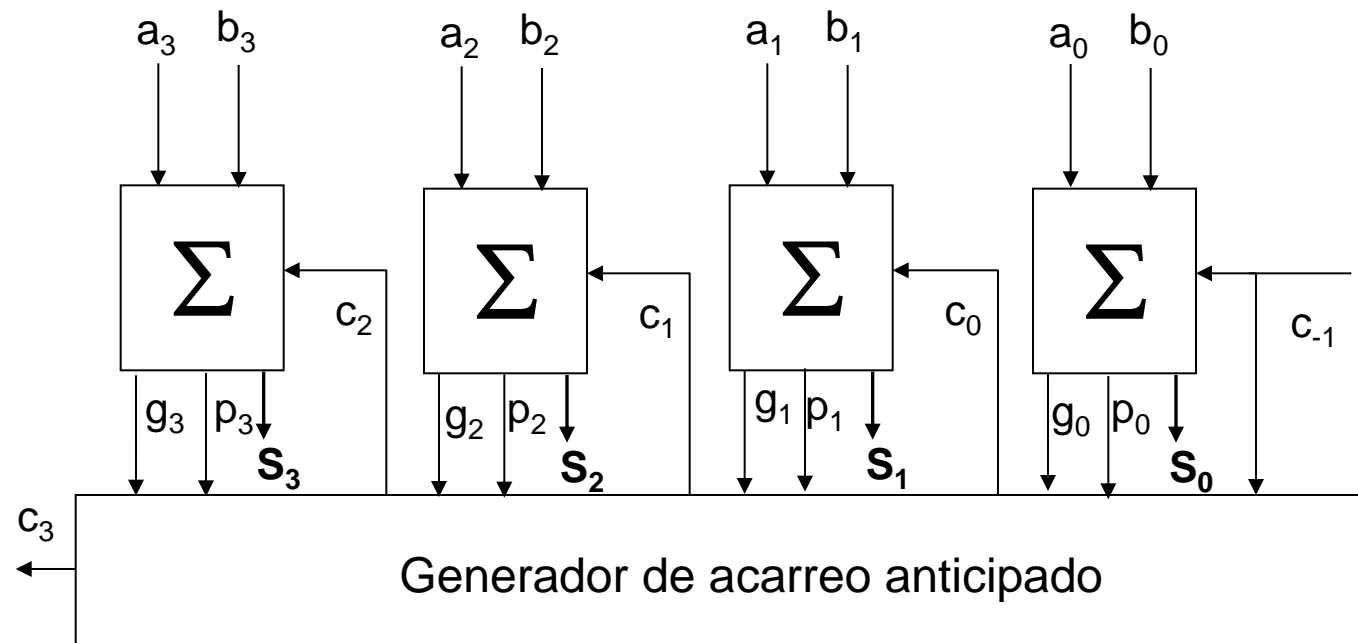 a₃ b₃ a₂ b₂ a₁ b₁ a₀ b₀
Σ Σ Σ Σ
c₂ c₁ c₀ c₋₁
g₃ p₃ g₂ p₂ g₁ p₁ g₀ p₀
S₃ S₂ S₁ S₀
c₃
Generador de acarreo anticipado